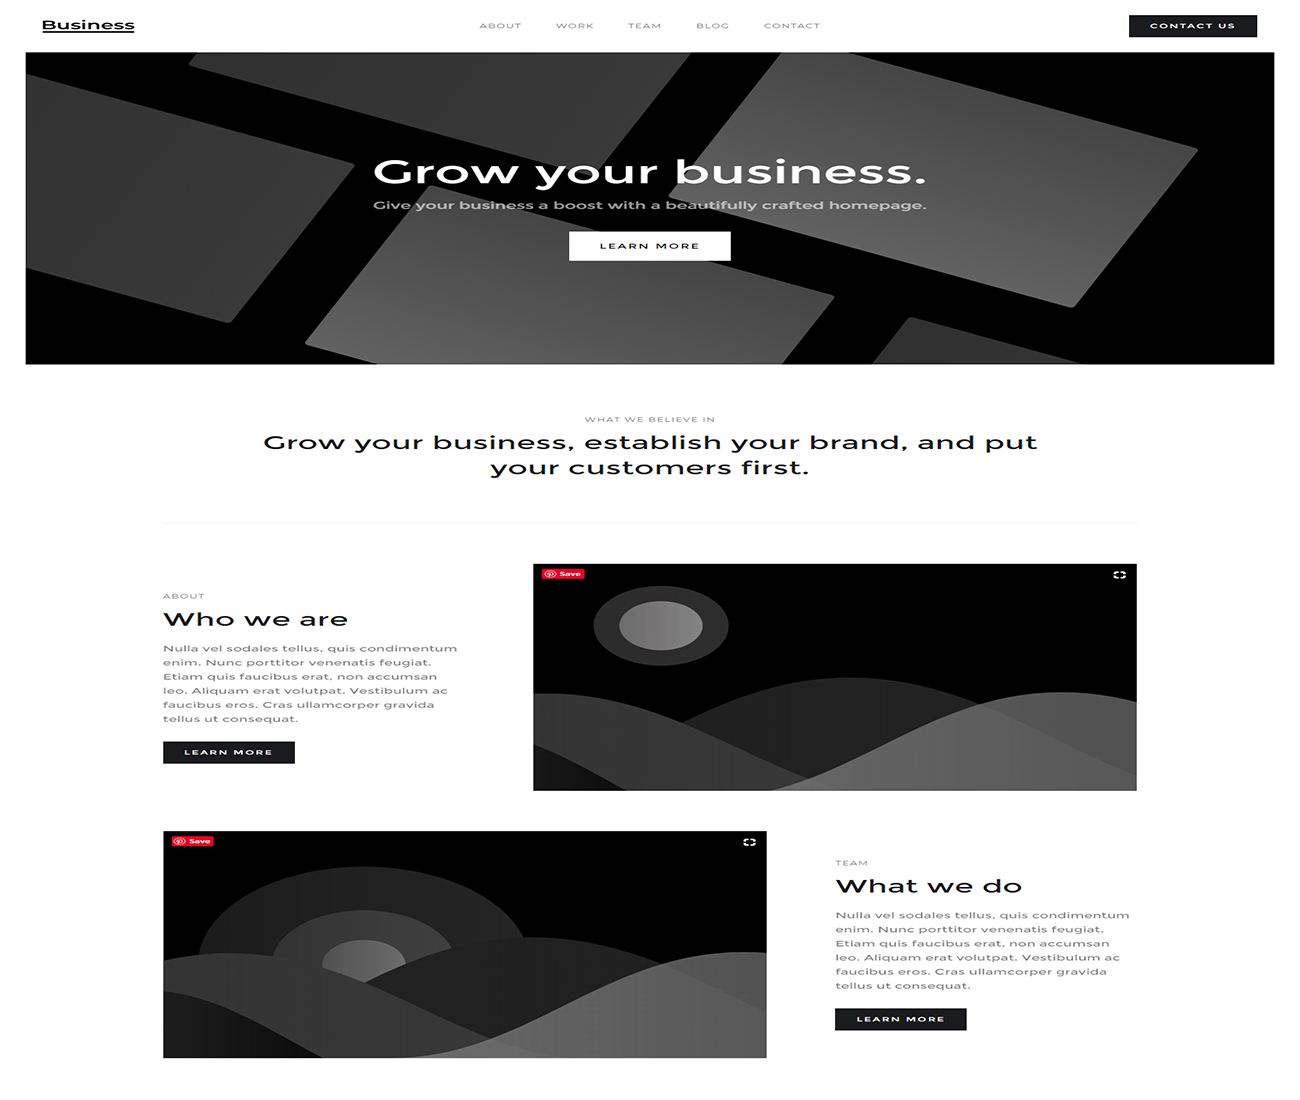 Business
ABOUT
WORK
TEAM
BLOG
CONTACT
CONTACT US
Grow your business.
Give your business a boost with a beautifully crafted homepage.
LEARN MORE
WHAT WE BELIEVE IN
Grow your business, establish your brand, and put
your customers first.
ABOUT
Who we are
Nulla vel sodales tellus, quis condimentum
enim. Nunc porttitor venenatis feugiat.
Etiam quis faucibus erat, non accumsan
leo. Aliquam erat volutpat. Vestibulum ac
faucibus eros. Cras ullamcorper gravida
tellus ut consequat.
LEARN MORE
Save
Save
TEAM
What we do
Nulla vel sodales tellus, quis condimentum
enim. Nunc porttitor venenatis feugiat.
Etiam quis faucibus erat, non accumsan
leo. Aliquam erat volutpat. Vestibulum ac
faucibus eros. Cras ullamcorper gravida
tellus ut consequat.
LEARN MORE